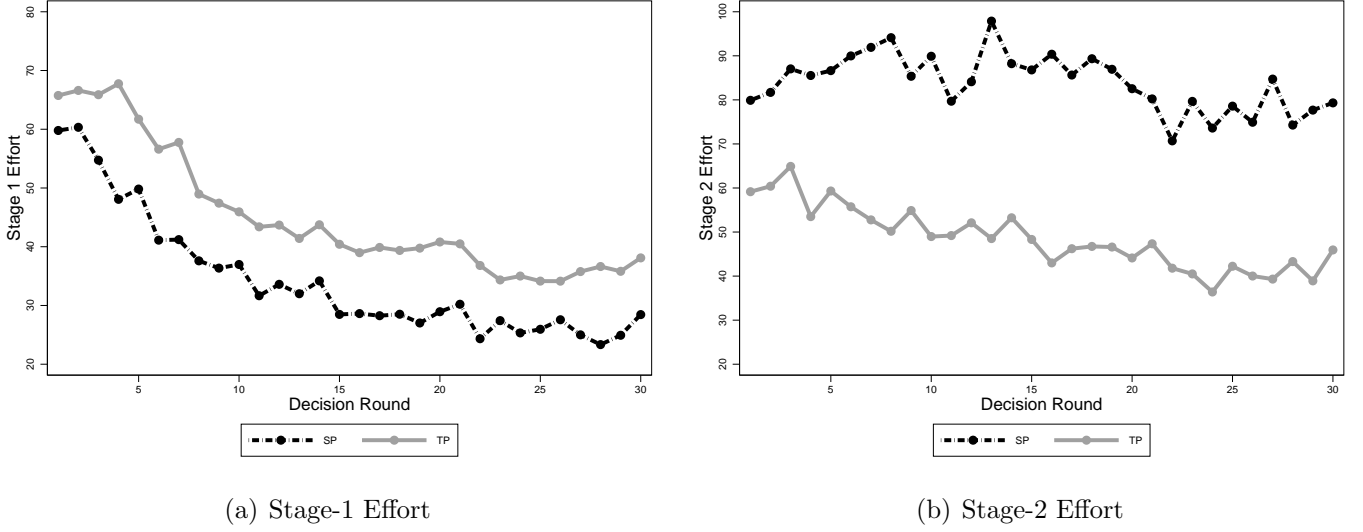 80
70
60
50
40
30
20
Stage 1 Effort
5
10
15
20
25
30
Decision Round
SP
TP
(a) Stage-1 Effort
100
90
80
70
60
50
40
30
20
Stage 2 Effort
5
10
15
20
25
30
Decision Round
SP
TP
(b) Stage-2 Effort